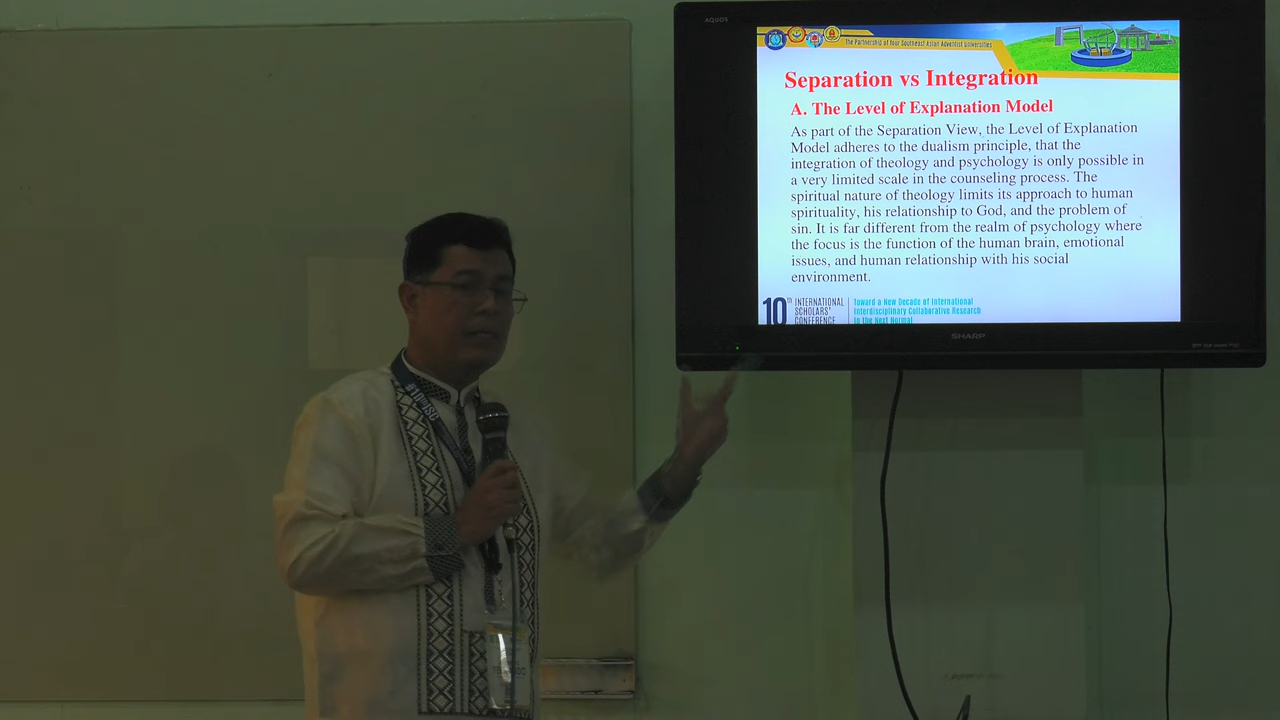 AQUOS
The Partnership of Four Southeast Asian Adventist Universities
Separation vs Integration
A. The Level of Explanation Model
As part of the Separation View, the Level of Explanation
Model adheres to the dualism principle, that the
integration of theology and psychology is only possible in
a very limited scale in the counseling process. The
spiritual nature of theology limits its approach to human
spirituality, his relationship to God, and the problem of
sin. It is far different from the realm of psychology where
the focus is the function of the human brain, emotional
issues, and human relationship with his social
environment.
10th INTERNATIONAL
SCHOLARS'
CONFERENCE
Toward a New Decade of International
Interdisciplinary Collaborative Research
in the Next Normal
SHARP
#10thISC